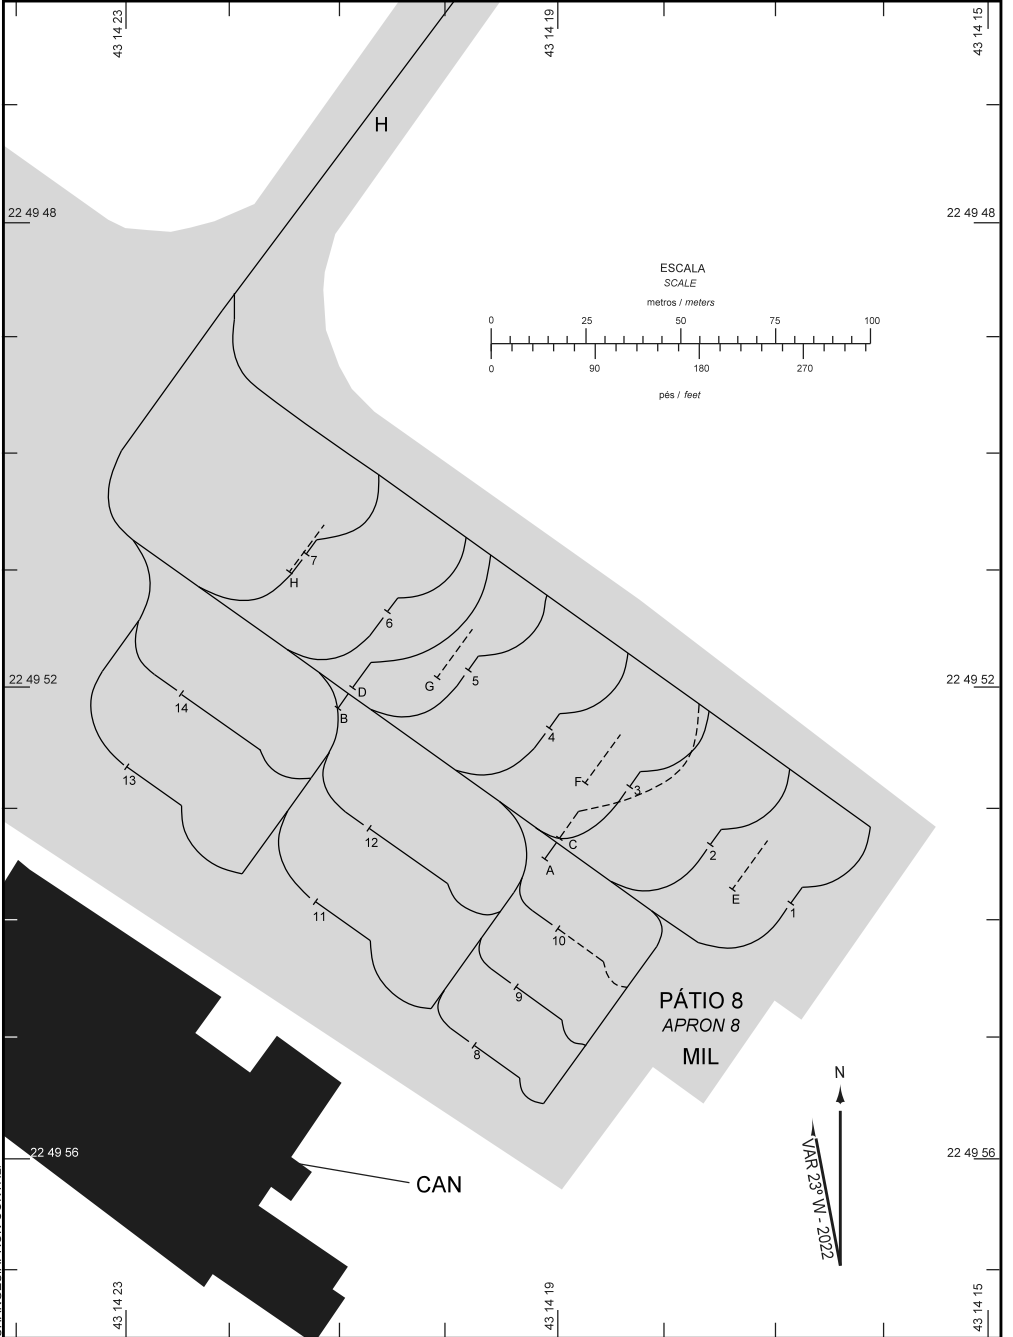 43 14 23
43 14 19
43 14 15
H
22 49 48
22 49 48
ESCALA
SCALE
metros / meters
0 25 50 75 100
0 90 180 270
pés / feet
7
H
6
D
G
5
B
14
13
22 49 52
22 49 52
4
F
3
C
A
12
2
E
1
11
10
9
8
PÁTIO 8
APRON 8
MIL
N
VAR 23º W - 2022
22 49 56
22 49 56
CAN
43 14 23
43 14 19
43 14 15